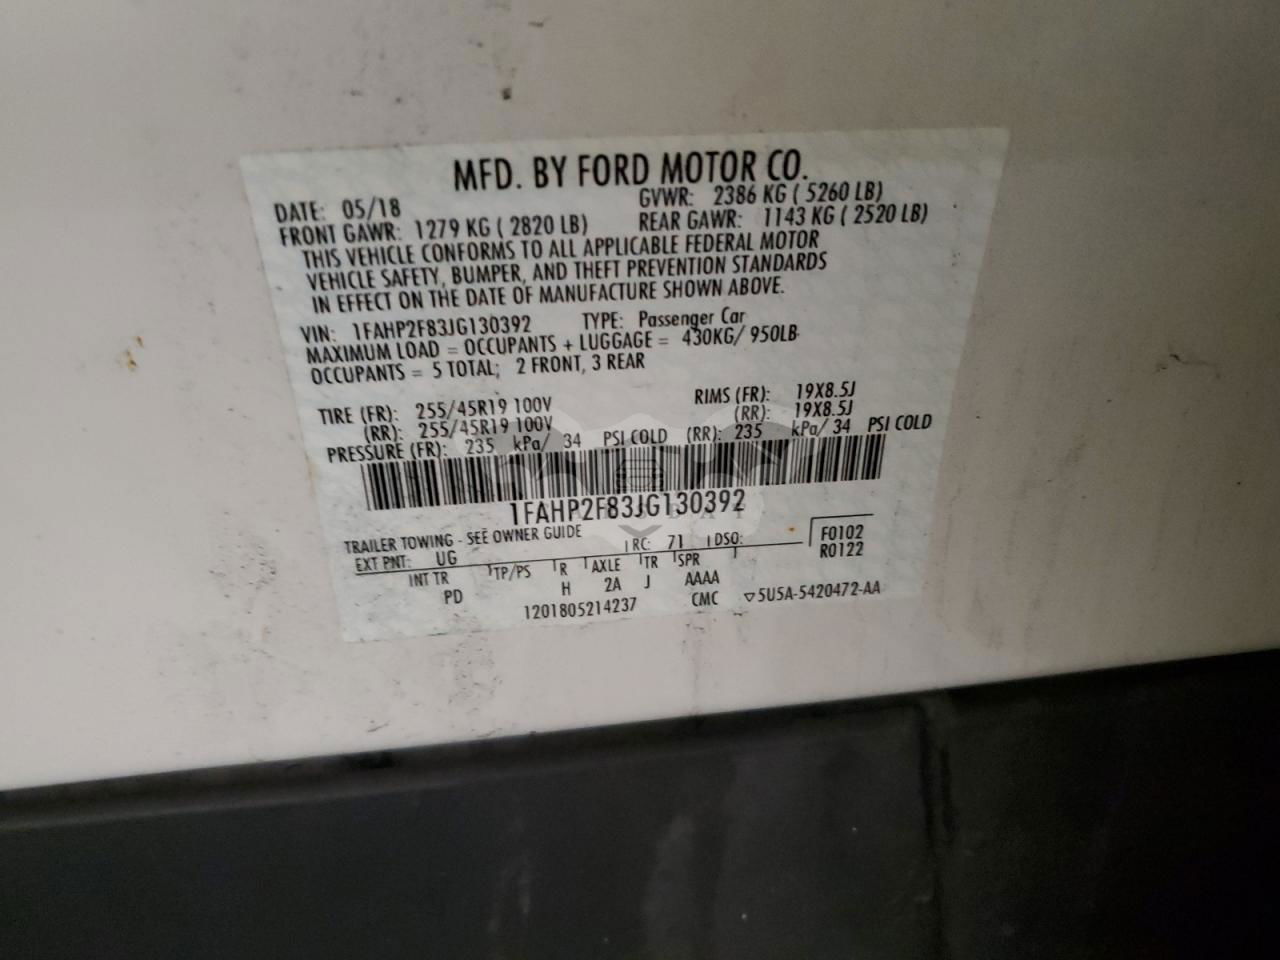 MFD. BY FORD MOTOR CO.
DATE: 05/18 GVWR: 2386 KG ( 5260 LB)
FRONT GAWR: 1279 KG ( 2820 LB) REAR GAWR: 1143 KG ( 2520 LB)
THIS VEHICLE CONFORMS TO ALL APPLICABLE FEDERAL MOTOR
VEHICLE SAFETY, BUMPER, AND THEFT PREVENTION STANDARDS
IN EFFECT ON THE DATE OF MANUFACTURE SHOWN ABOVE.
VIN: 1FAHP2F83JG130392 TYPE: Passenger Car
MAXIMUM LOAD = OCCUPANTS + LUGGAGE = 430KG/ 950LB
OCCUPANTS = 5 TOTAL; 2 FRONT, 3 REAR
TIRE (FR): 255/45R19 100V RIMS (FR): 19X8.5J
(RR): 255/45R19 100V (RR): 19X8.5J
PRESSURE (FR): 235 kPa/ 34 PSI COLD (RR): 235 kPa/ 34 PSI COLD
1FAHP2F83JG130392
TRAILER TOWING - SEE OWNER GUIDE
EXT PNT: UG RC: 71 DSO: F0102
R0122
INT TR TP/PS R AXLE TR SPR
PD H 2A J AAAA
1201805214237 CMC ▽5U5A-5420472-AA